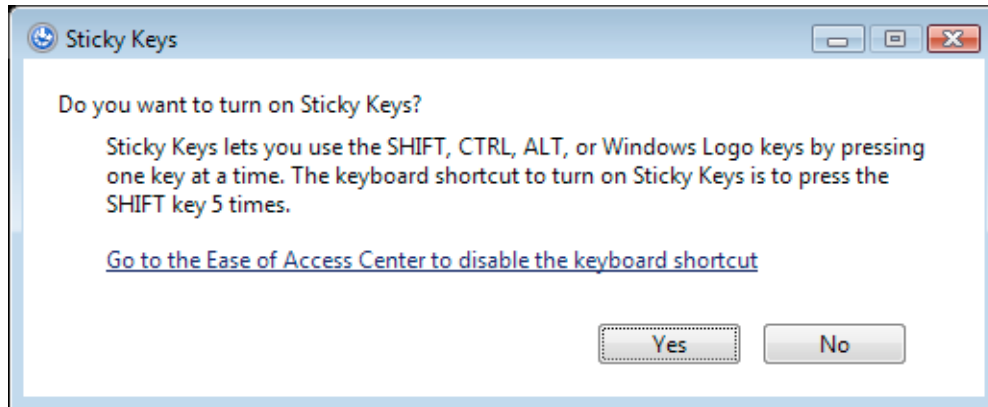 Sticky Keys
Do you want to turn on Sticky Keys?
Sticky Keys lets you use the SHIFT, CTRL, ALT, or Windows Logo keys by pressing
one key at a time. The keyboard shortcut to turn on Sticky Keys is to press the
SHIFT key 5 times.
Go to the Ease of Access Center to disable the keyboard shortcut
Yes No